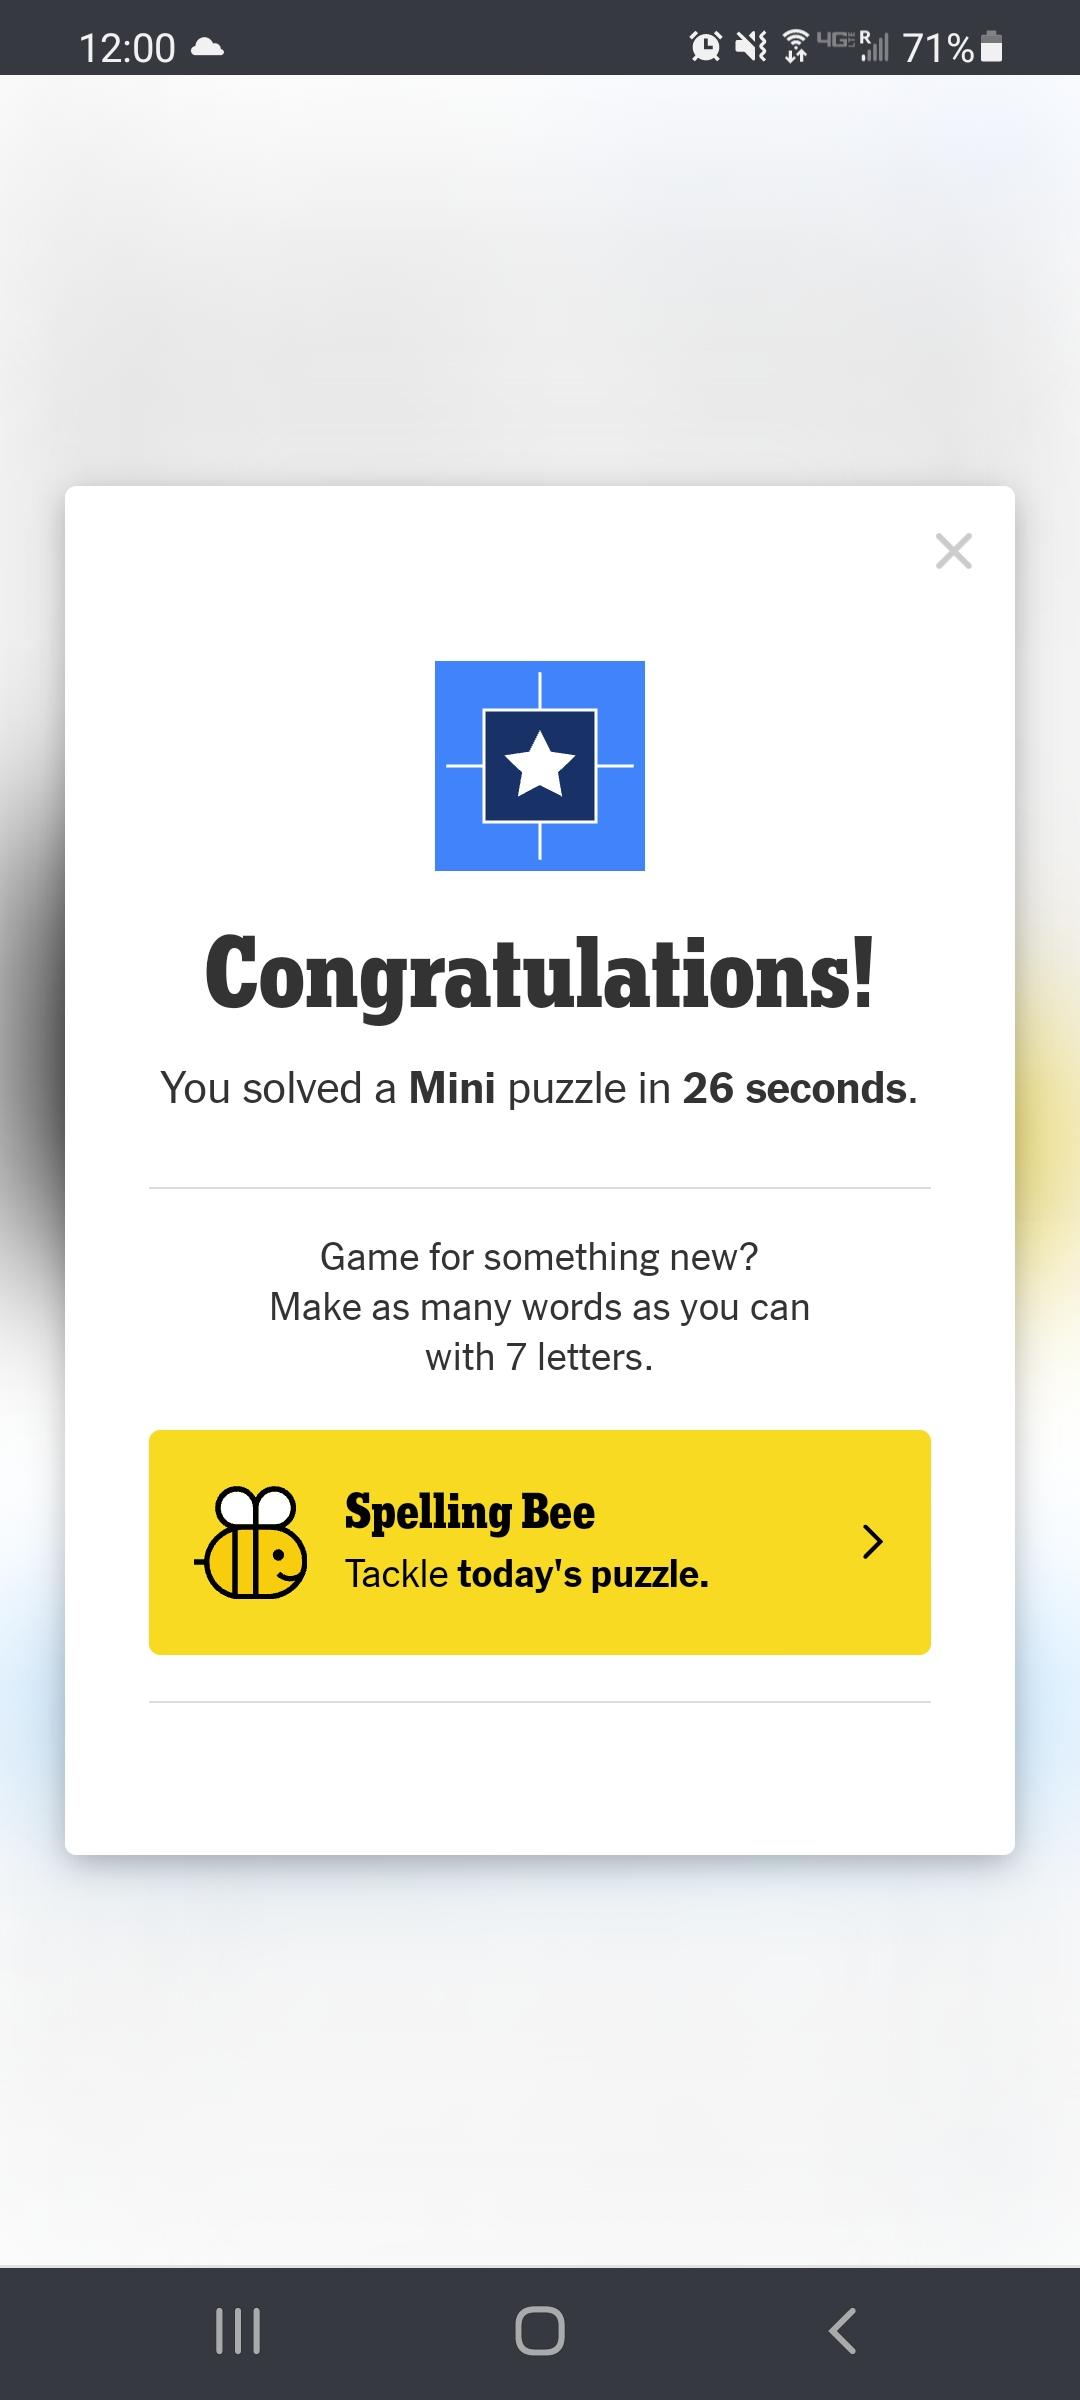 12:00 4G LTE R 71%
Congratulations!
You solved a Mini puzzle in 26 seconds.
Game for something new?
Make as many words as you can
with 7 letters.
Spelling Bee
Tackle today's puzzle.